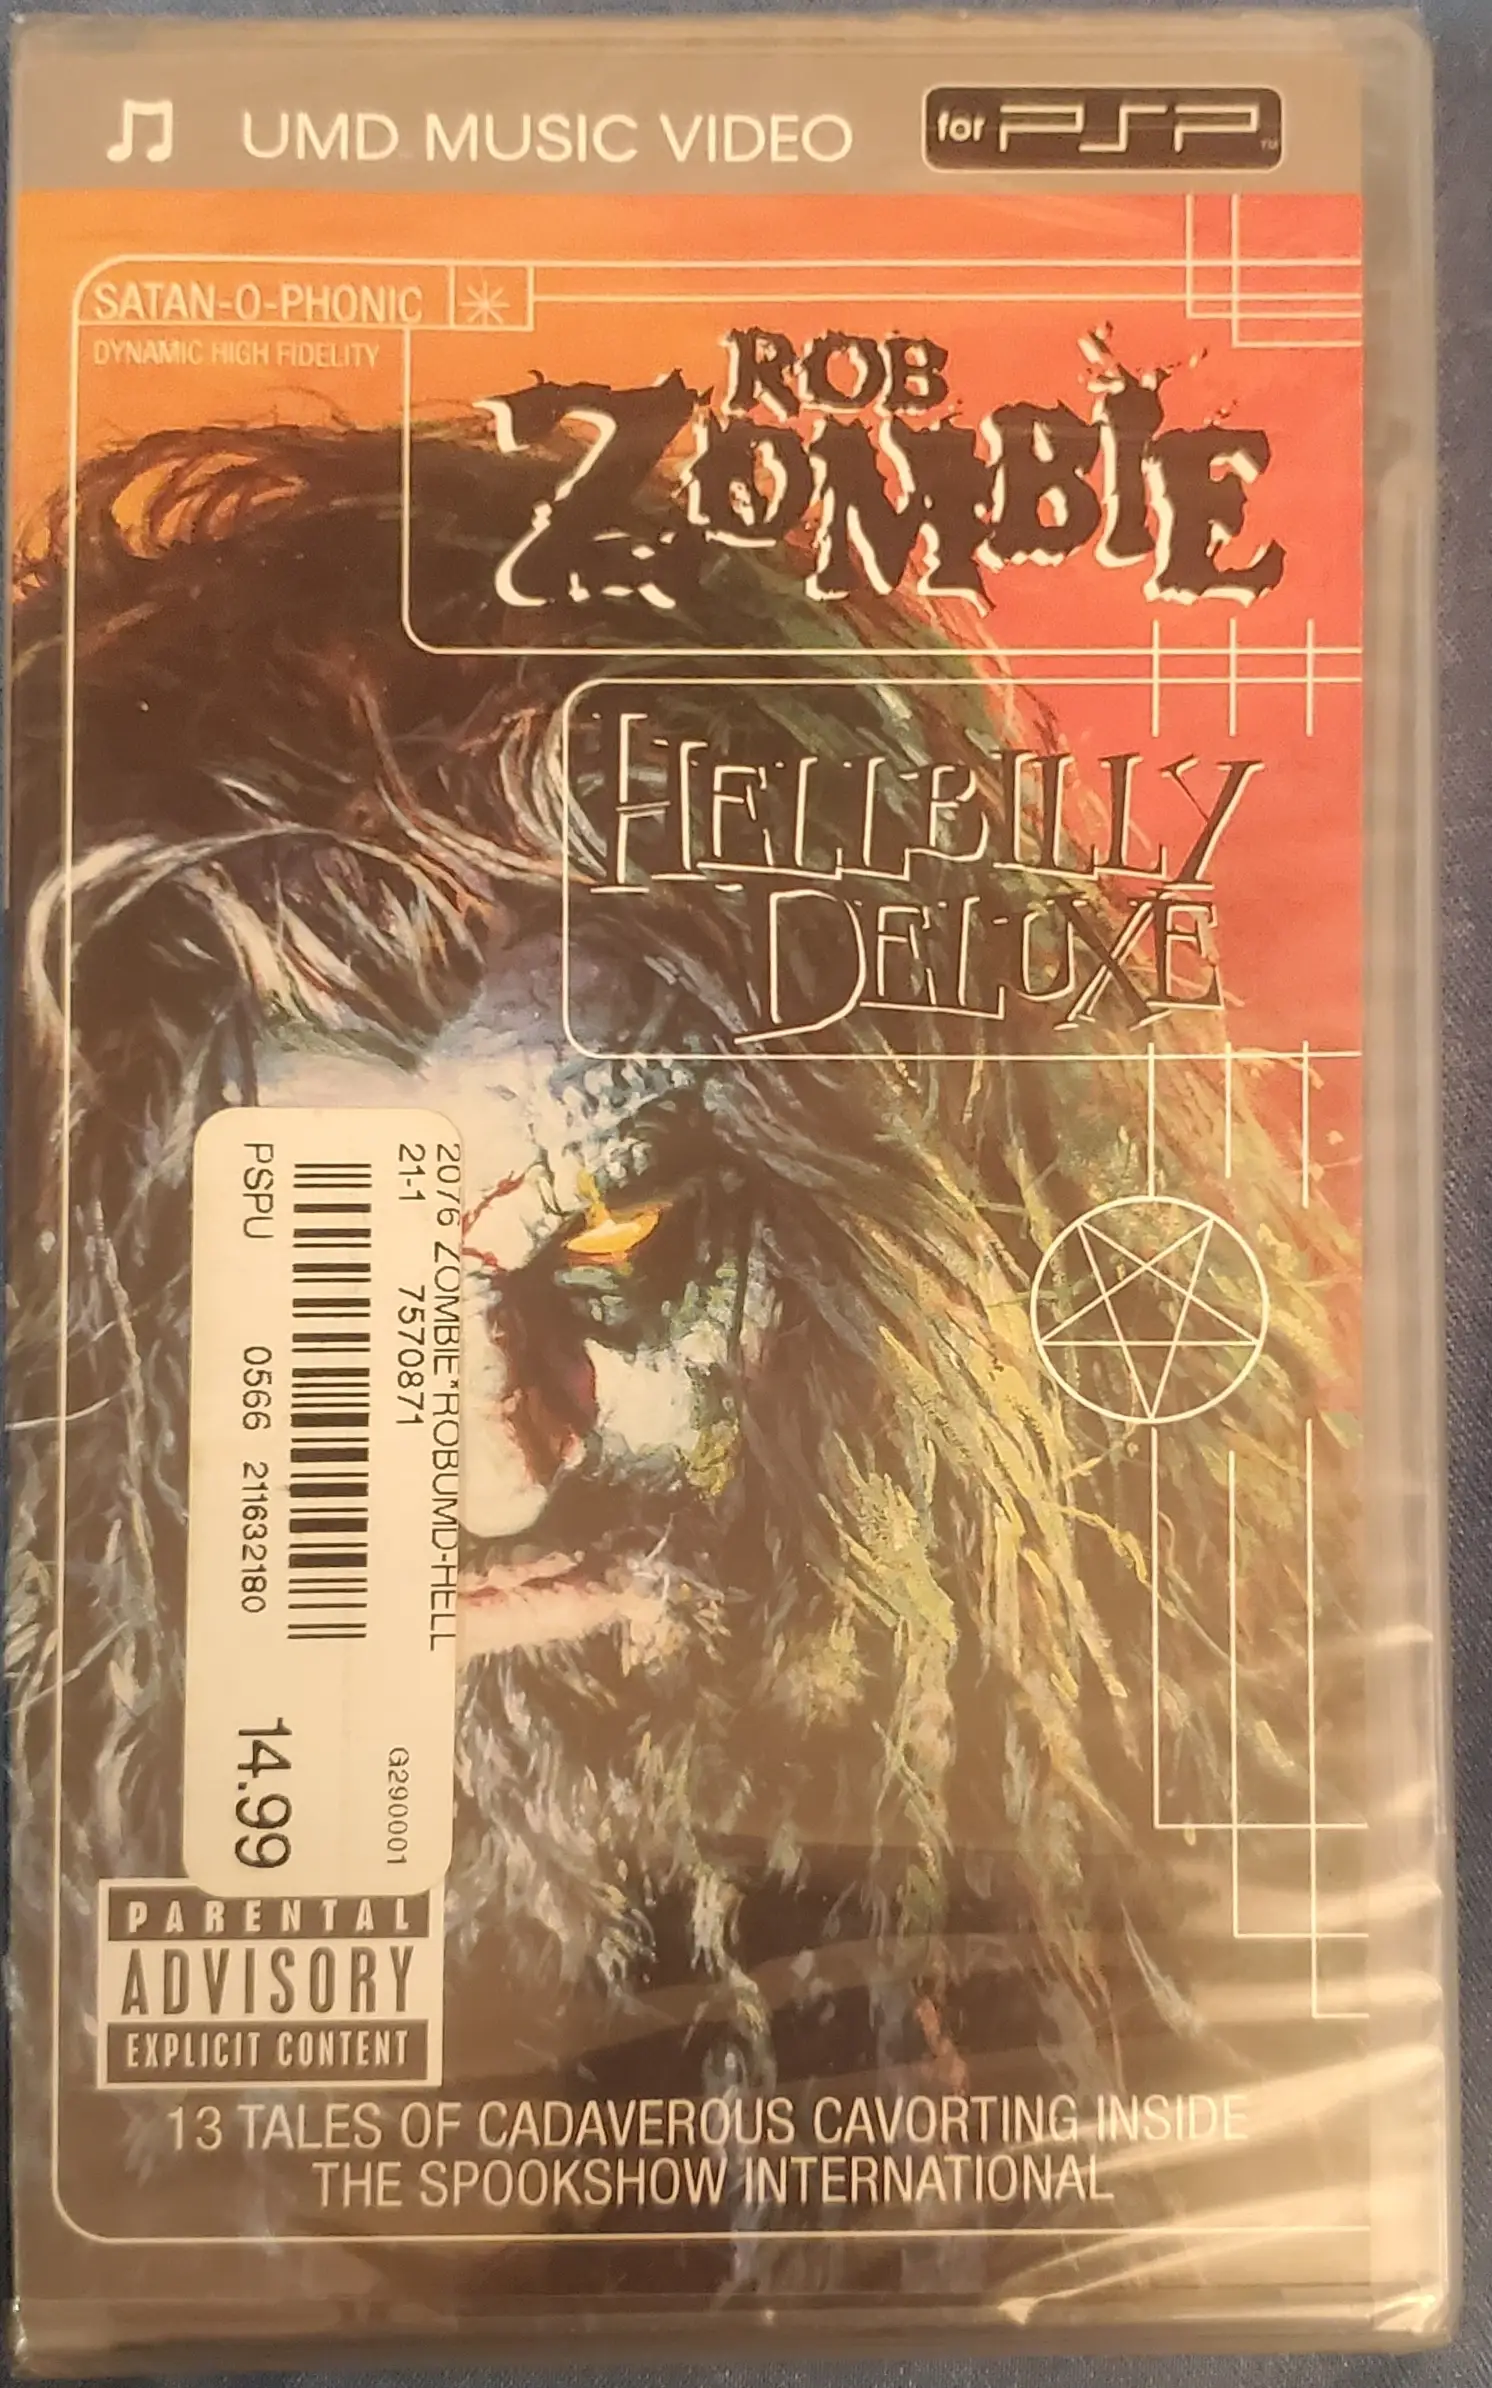 UMD MUSIC VIDEO
for PSP™
SATAN-O-PHONIC
DYNAMIC HIGH FIDELITY
ROB
ZOMBIE
HELLBILLY
DELUXE
2076 ZOMBIE*ROBUMD-HELL
21-1 7570871
G290001
PSPU 0566 211632180
14.99
PARENTAL
ADVISORY
EXPLICIT CONTENT
13 TALES OF CADAVEROUS CAVORTING INSIDE
THE SPOOKSHOW INTERNATIONAL